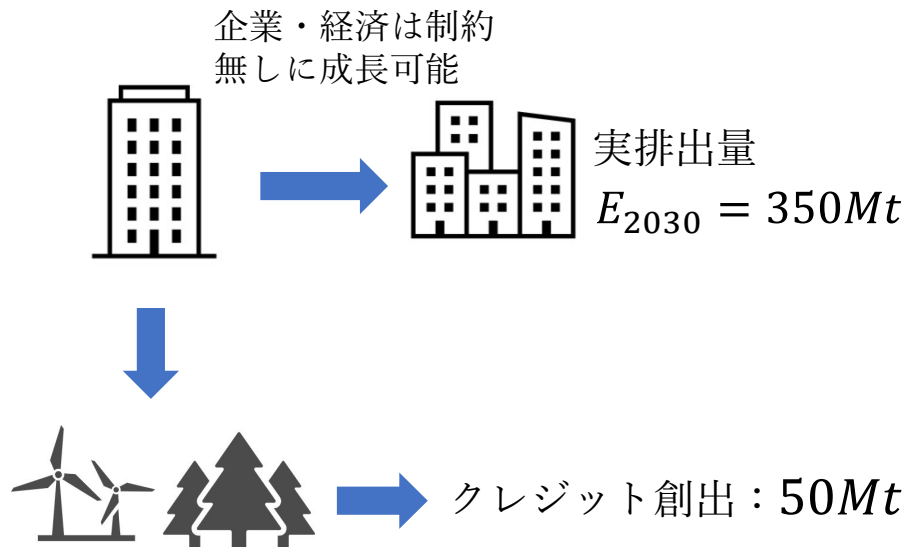 企業・経済は制約
無しに成長可能
実排出量
E₂₀₃₀ = 350Mt
クレジット創出：50Mt